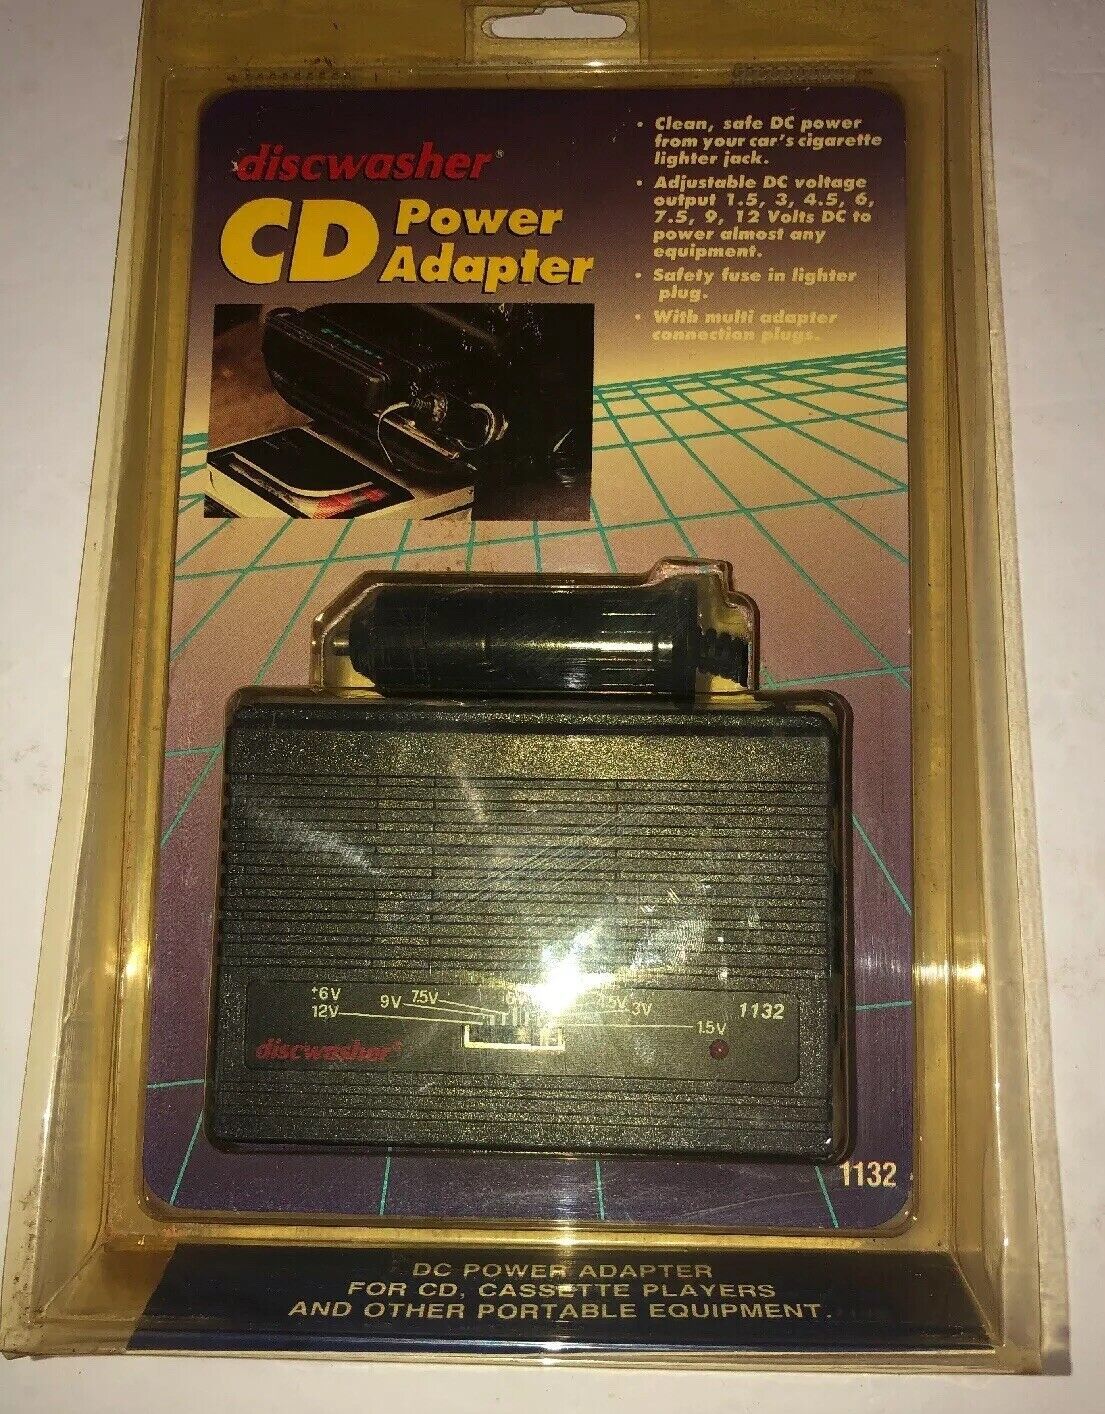 discwasher®
CD Power
Adapter
• Clean, safe DC power
from your car's cigarette
lighter jack.
• Adjustable DC voltage
output 1.5, 3, 4.5, 6,
7.5, 9, 12 Volts DC to
power almost any
equipment.
• Safety fuse in lighter
plug.
• With multi adapter
connection plugs.
+6V
12V
9V
7.5V
3V
1.5V
1132
discwasher®
1132
DC POWER ADAPTER
FOR CD, CASSETTE PLAYERS
AND OTHER PORTABLE EQUIPMENT.